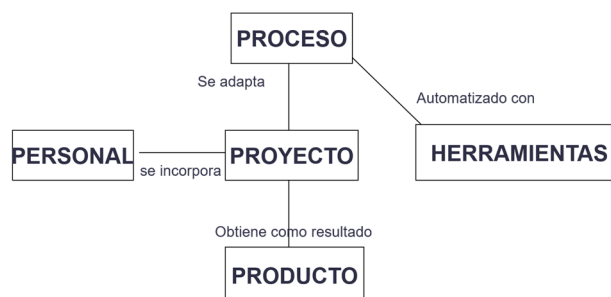 PROCESO
Se adapta
Automatizado con
PERSONAL
se incorpora
PROYECTO
HERRAMIENTAS
Obtiene como resultado
PRODUCTO